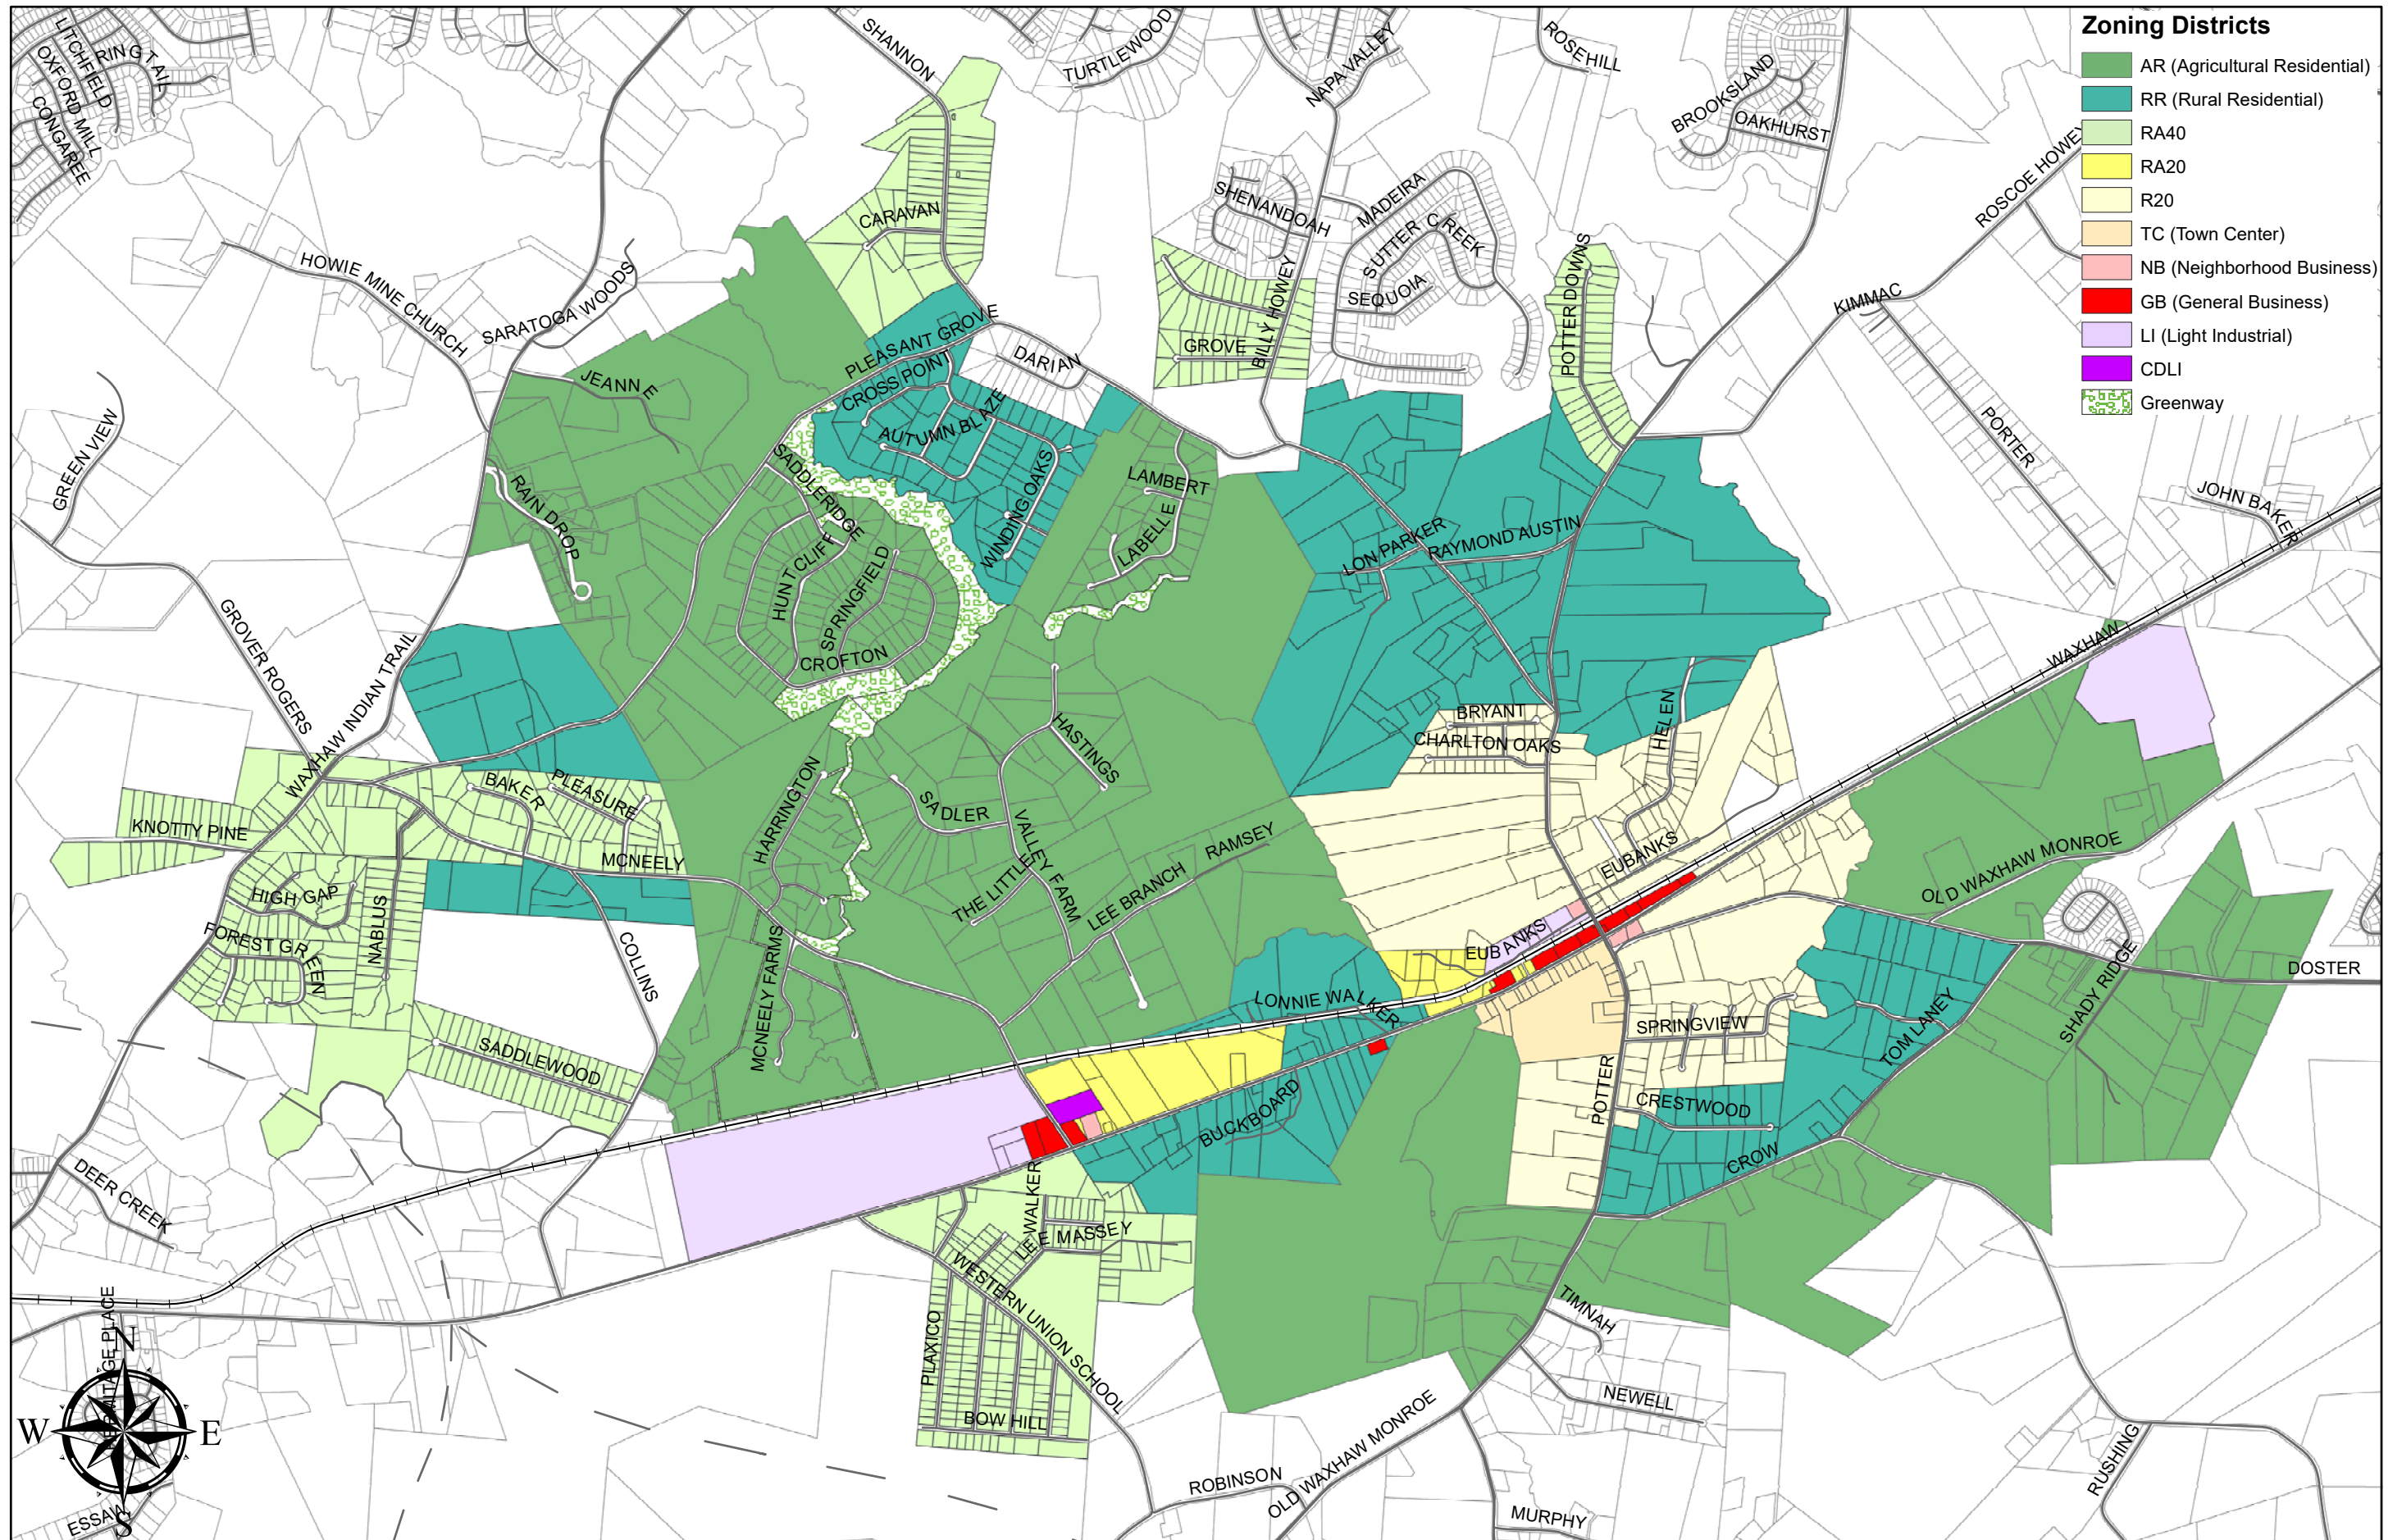 Zoning Districts
AR (Agricultural Residential)
RR (Rural Residential)
RA40
RA20
R20
TC (Town Center)
NB (Neighborhood Business)
GB (General Business)
LI (Light Industrial)
CDLI
Greenway
LITCHFIELD
RING TAIL
OXFORD MILL
CONGAREE
SHANNON
TURTLEWOOD
NAPA VALLEY
ROSEHILL
BROOKSLAND
OAKHURST
ROSCOE HOWEY
CARAVAN
SHENANDOAH
MADEIRA
SUTTER CREEK
SEQUOIA
POTTER DOWNS
KIMMAC
HOWIE MINE CHURCH
SARATOGA WOODS
PLEASANT GROVE
DARIAN
GROVE
BILLY HOWEY
JEANNE
CROSS POINT
AUTUMN BLAZE
PORTER
GREEN VIEW
SADDLERIDGE
WINDING OAKS
LAMBERT
JOHN BAKER
RAIN DROP
LABELLE
LON PARKER
RAYMOND AUSTIN
HUNTCLIFF
SPRINGFIELD
CROFTON
GROVER ROGERS
WAXHAW INDIAN TRAIL
WAXHAW
HASTINGS
BRYANT
HELEN
CHARLTON OAKS
BAKER
PLEASURE
HARRINGTON
SADLER
KNOTTY PINE
VALLEY FARM
RAMSEY
EUBANKS
OLD WAXHAW MONROE
MCNEELY
THE LITTLE
LEE BRANCH
HIGH GAP
NABLUS
FOREST GREEN
COLLINS
MCNEELY FARMS
EUBANKS
LONNIE WALKER
DOSTER
SHADY RIDGE
SPRINGVIEW
TOM LANEY
SADDLEWOOD
POTTER
CRESTWOOD
BUCKBOARD
CROW
DEER CREEK
LEE WALKER
MASSEY
WESTERN UNION SCHOOL
TIMNAH
PLAXICO
NEWELL
BOW HILL
OLD WAXHAW MONROE
ROBINSON
RUSHING
MURPHY
HERMITAGE PLACE
N
W
E
S